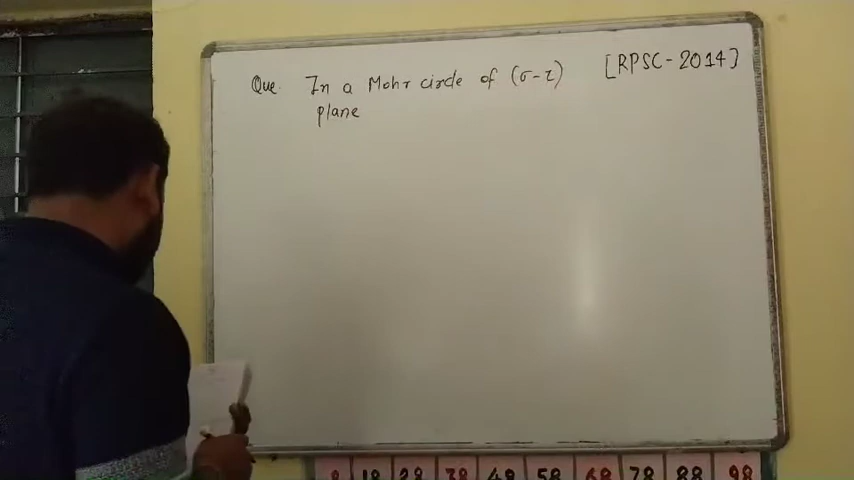 Que. In a Mohr circle of (σ-τ) [RPSC-2014]
plane
8 18 28 38 48 58 68 78 88 98